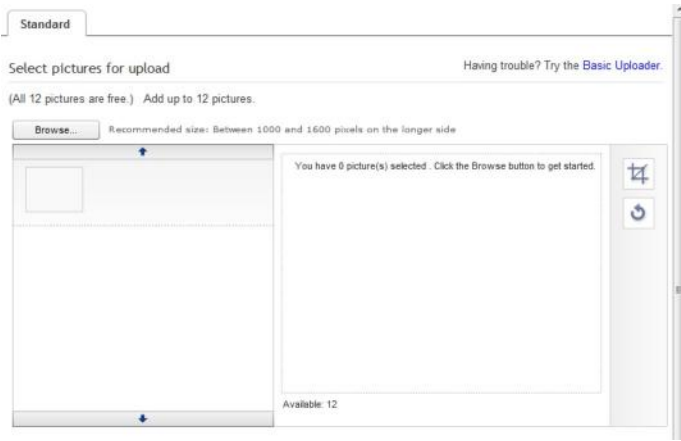 Standard
Select pictures for upload
Having trouble? Try the Basic Uploader.
(All 12 pictures are free.) Add up to 12 pictures.
Browse... Recommended size: Between 1000 and 1600 pixels on the longer side
You have 0 picture(s) selected . Click the Browse button to get started.
Available: 12